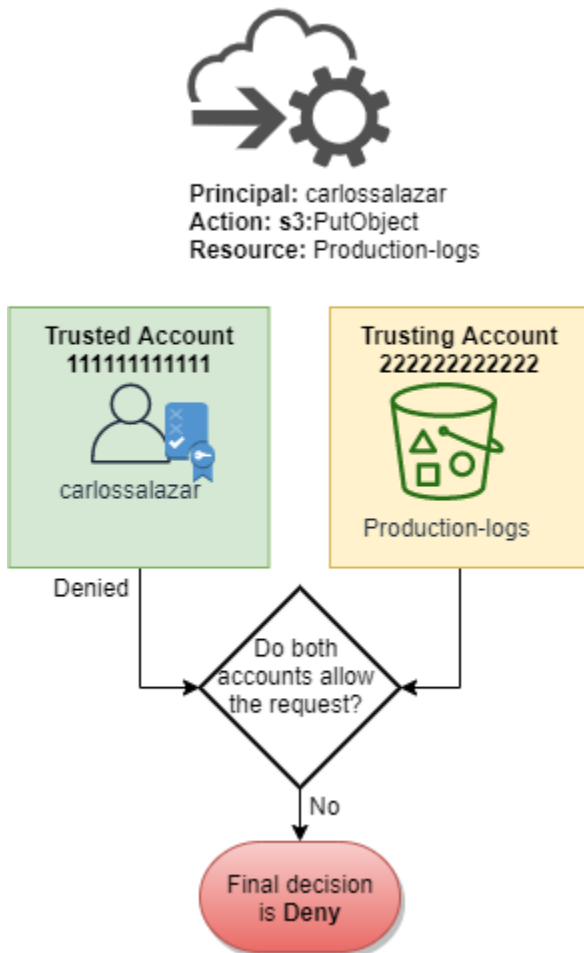 Principal: carlossalazar
Action: s3:PutObject
Resource: Production-logs
Trusted Account
111111111111
carlossalazar
Trusting Account
222222222222
Production-logs
Denied
Do both
accounts allow
the request?
No
Final decision
is Deny